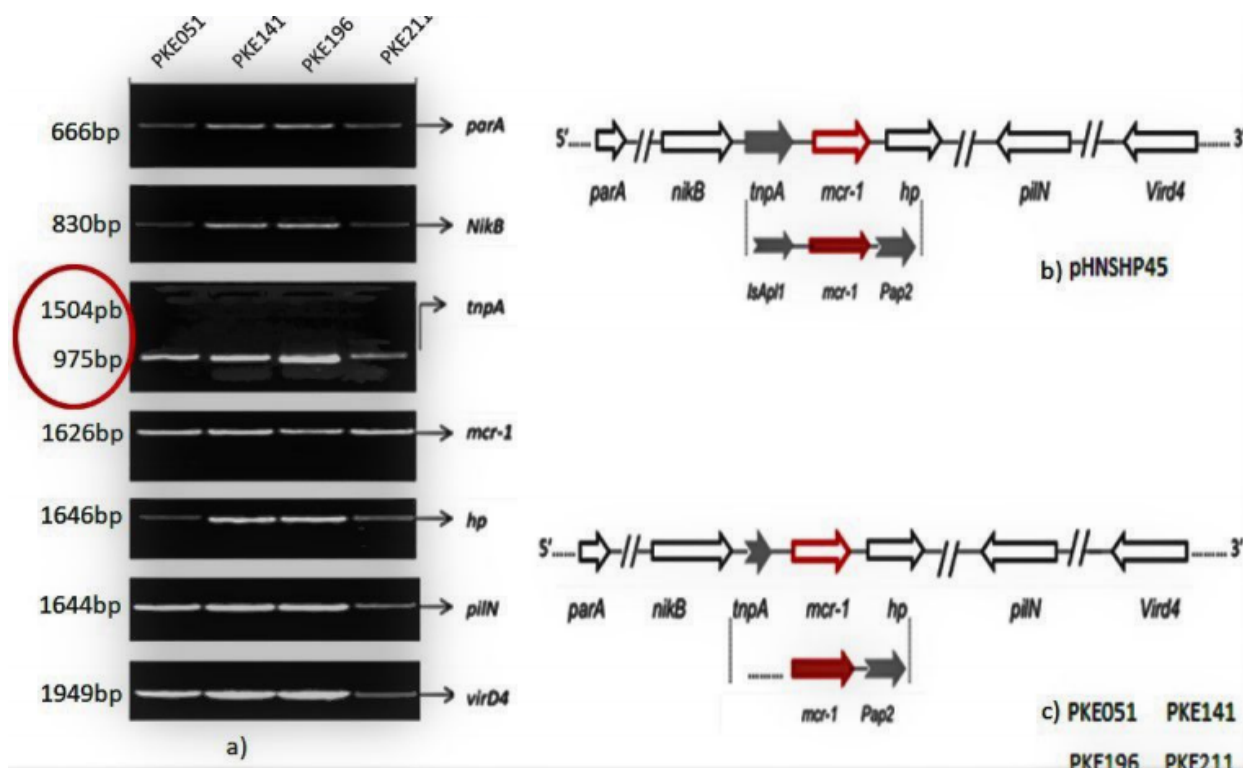 PKE051 PKE141 PKE196 PKE211
666bp parA
830bp NikB
1504pb tnpA
975bp
1626bp mcr-1
1646bp hp
1644bp pilN
1949bp virD4
a)
5'...... 3'
parA nikB tnpA mcr-1 hp pilN Vird4
IsApl1 mcr-1 Pap2
b) pHNSHP45
5'...... 3'
parA nikB tnpA mcr-1 hp pilN Vird4
.........
mcr-1 Pap2
c) PKE051 PKE141
PKE196 PKE211